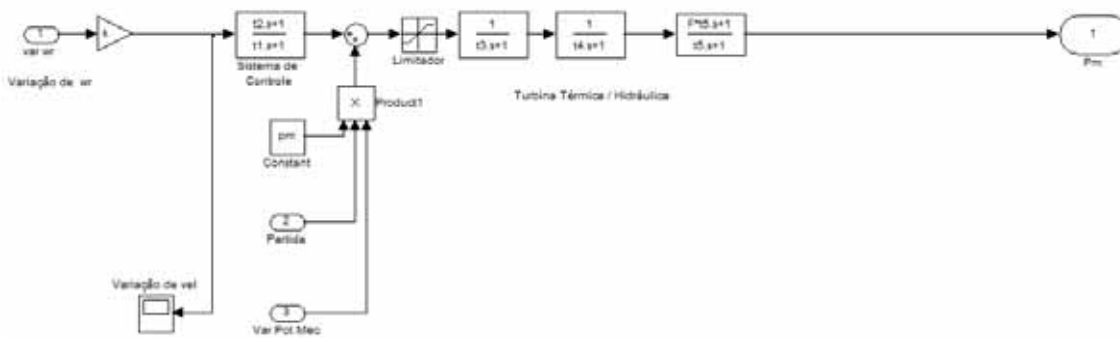 1
var wr
Variação de wr
k
t2.s+1
t1.s+1
Sistema de
Controle
Limitador
1
t3.s+1
1
t4.s+1
F*t5.s+1
t5.s+1
1
Pm
Turbina Térmica / Hidráulica
X
Product1
pm
Constant
2
Partida
Variação de vel
3
Var Pot Mec